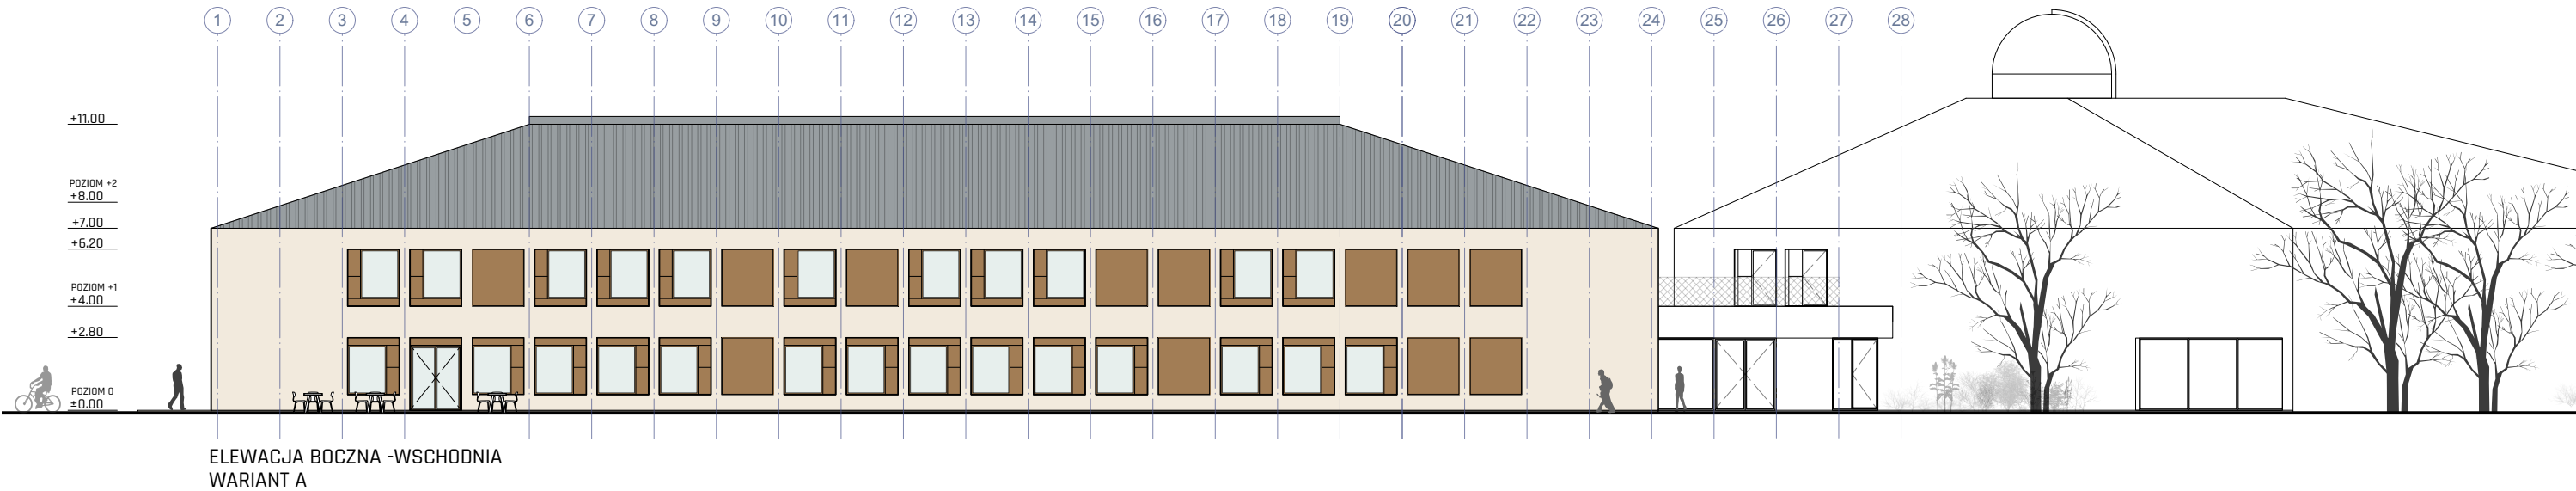 1 2 3 4 5 6 7 8 9 10 11 12 13 14 15 16 17 18 19 20 21 22 23 24 25 26 27 28
+11.00
POZIOM +2
+8.00
+7.00
+6.20
POZIOM +1
+4.00
+2.80
POZIOM 0
±0.00
ELEWACJA BOCZNA -WSCHODNIA
WARIANT A